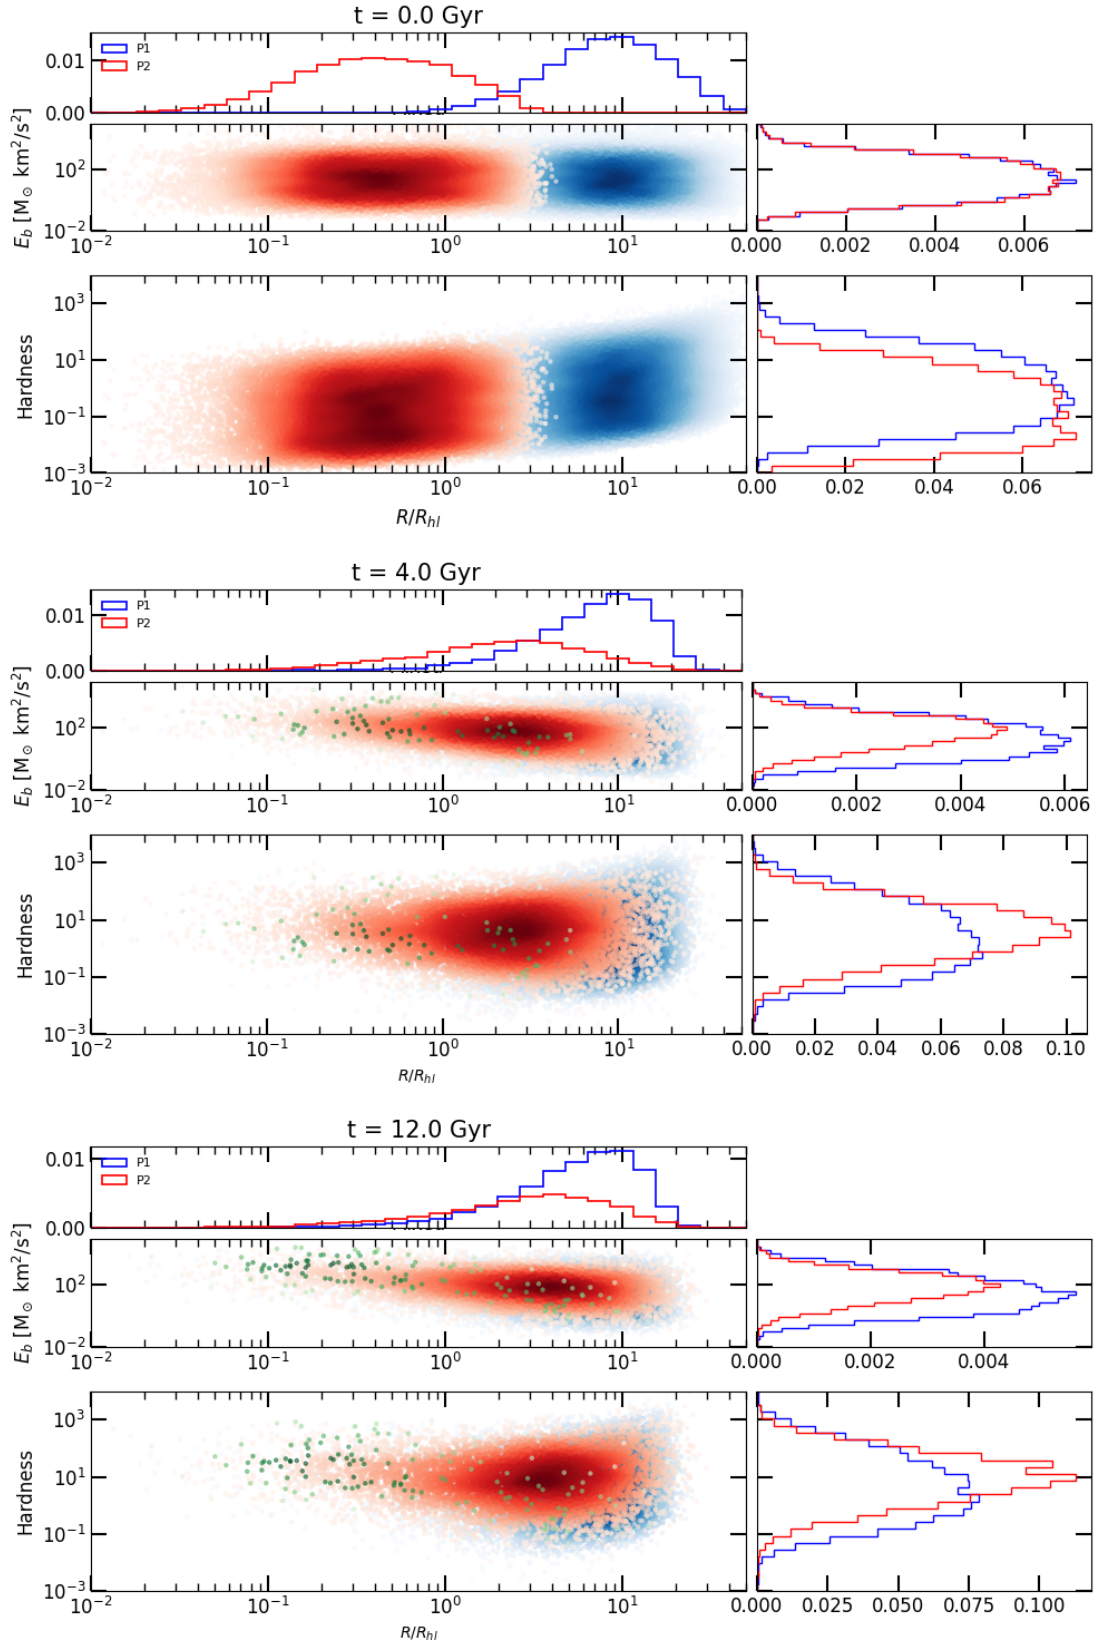 t = 0.0 Gyr
P1
P2
0.01
0.00
E_b [M_⊙ km²/s²]
10²
10⁻²
10⁻² 10⁻¹ 10⁰ 10¹
0.000 0.002 0.004 0.006
Hardness
10³
10¹
10⁻¹
10⁻³
10⁻² 10⁻¹ 10⁰ 10¹
0.00 0.02 0.04 0.06
R/R_hl
t = 4.0 Gyr
P1
P2
0.01
0.00
E_b [M_⊙ km²/s²]
10²
10⁻²
10⁻² 10⁻¹ 10⁰ 10¹
0.000 0.002 0.004 0.006
Hardness
10³
10¹
10⁻¹
10⁻³
10⁻² 10⁻¹ 10⁰ 10¹
0.00 0.02 0.04 0.06 0.08 0.10
R/R_hl
t = 12.0 Gyr
P1
P2
0.01
0.00
E_b [M_⊙ km²/s²]
10²
10⁻²
10⁻² 10⁻¹ 10⁰ 10¹
0.000 0.002 0.004
Hardness
10³
10¹
10⁻¹
10⁻³
10⁻² 10⁻¹ 10⁰ 10¹
0.000 0.025 0.050 0.075 0.100
R/R_hl